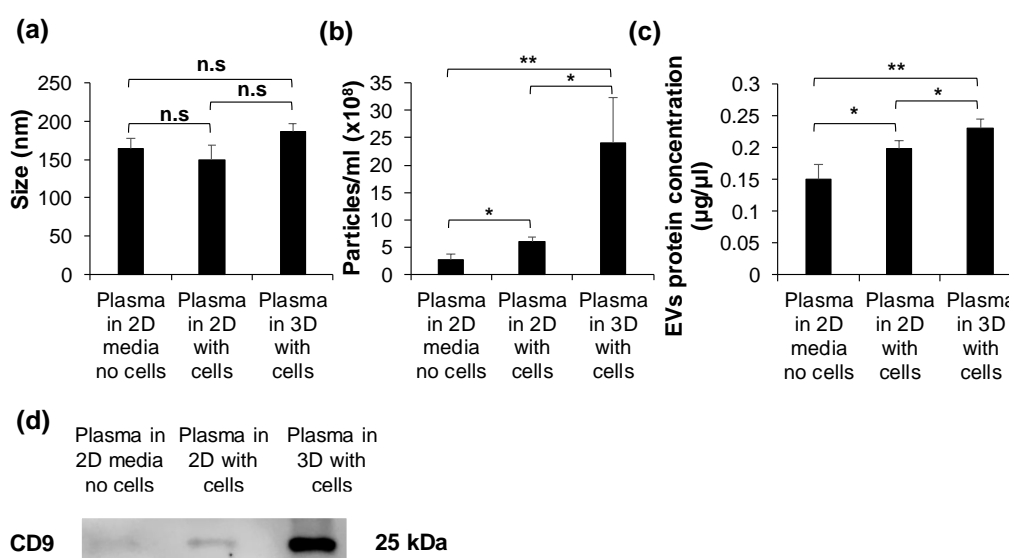 (a)
n.s
n.s
n.s
Size (nm)
250
200
150
100
50
0
Plasma in 2D media no cells
Plasma in 2D with cells
Plasma in 3D with cells
(b)
**
*
*
Particles/ml (x10⁸)
35
30
25
20
15
10
5
0
Plasma in 2D media no cells
Plasma in 2D with cells
Plasma in 3D with cells
(c)
**
*
*
EVs protein concentration
(µg/µl)
0.3
0.25
0.2
0.15
0.1
0.05
0
Plasma in 2D media no cells
Plasma in 2D with cells
Plasma in 3D with cells
(d)
Plasma in 2D media no cells
Plasma in 2D with cells
Plasma in 3D with cells
CD9
25 kDa